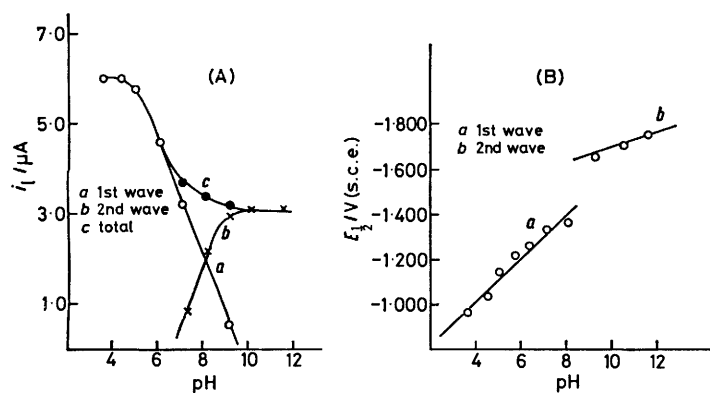 (A)
7·0
5·0
3·0
1·0
i_l /μA
a 1st wave
b 2nd wave
c total
c
b
a
4 6 8 10 12
pH
(B)
-1·800
-1·600
-1·400
-1·200
-1·000
E½/V (s.c.e.)
a 1st wave
b 2nd wave
b
a
4 6 8 10 12
pH